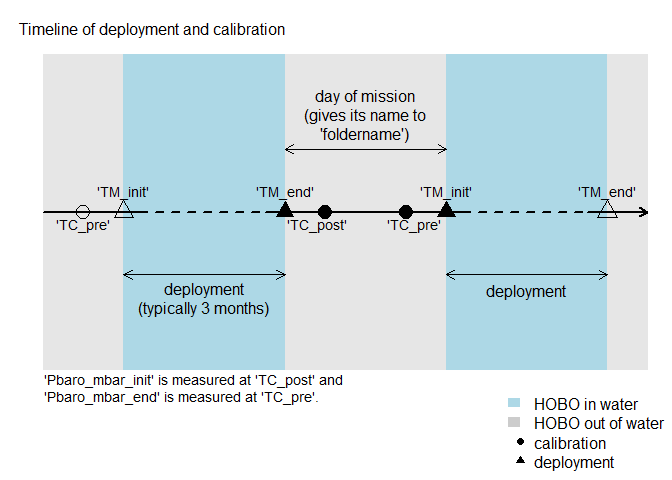 Timeline of deployment and calibration
day of mission
(gives its name to
'foldername')
'TM_init'
'TM_end'
'TM_init'
'TM_end'
'TC_pre'
'TC_post'
'TC_pre'
deployment
(typically 3 months)
deployment
'Pbaro_mbar_init' is measured at 'TC_post' and
'Pbaro_mbar_end' is measured at 'TC_pre'.
HOBO in water
HOBO out of water
calibration
deployment